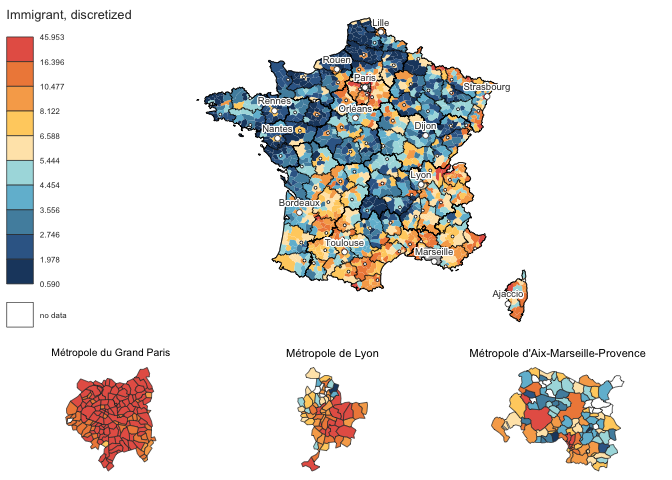 Immigrant, discretized
45.953
16.396
10.477
8.122
6.588
5.444
4.454
3.556
2.746
1.978
0.590
no data
Lille
Rouen
Paris
Strasbourg
Rennes
Orléans
Nantes
Dijon
Lyon
Bordeaux
Toulouse
Marseille
Ajaccio
Métropole du Grand Paris
Métropole de Lyon
Métropole d'Aix-Marseille-Provence